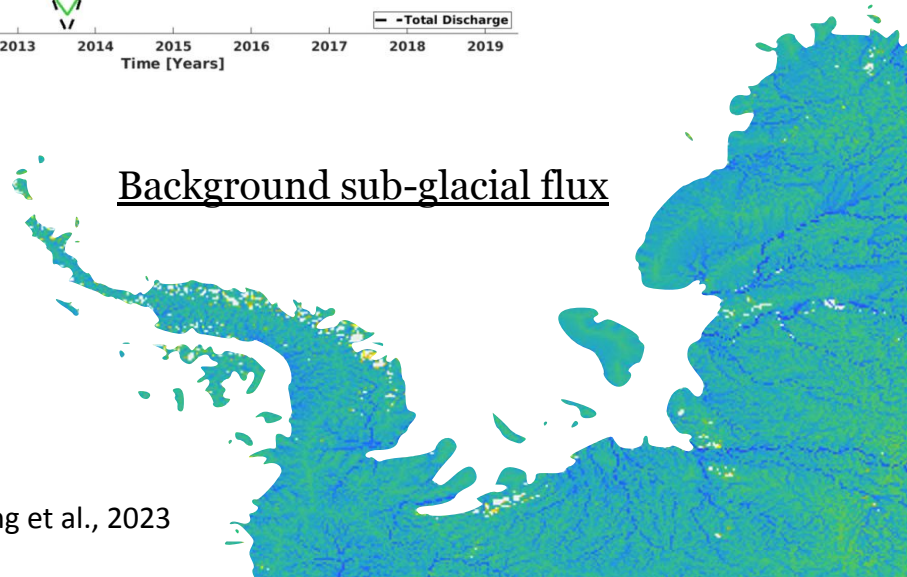 - -Total Discharge
2013 2014 2015 2016 2017 2018 2019
Time [Years]
Background sub-glacial flux
et al., 2023